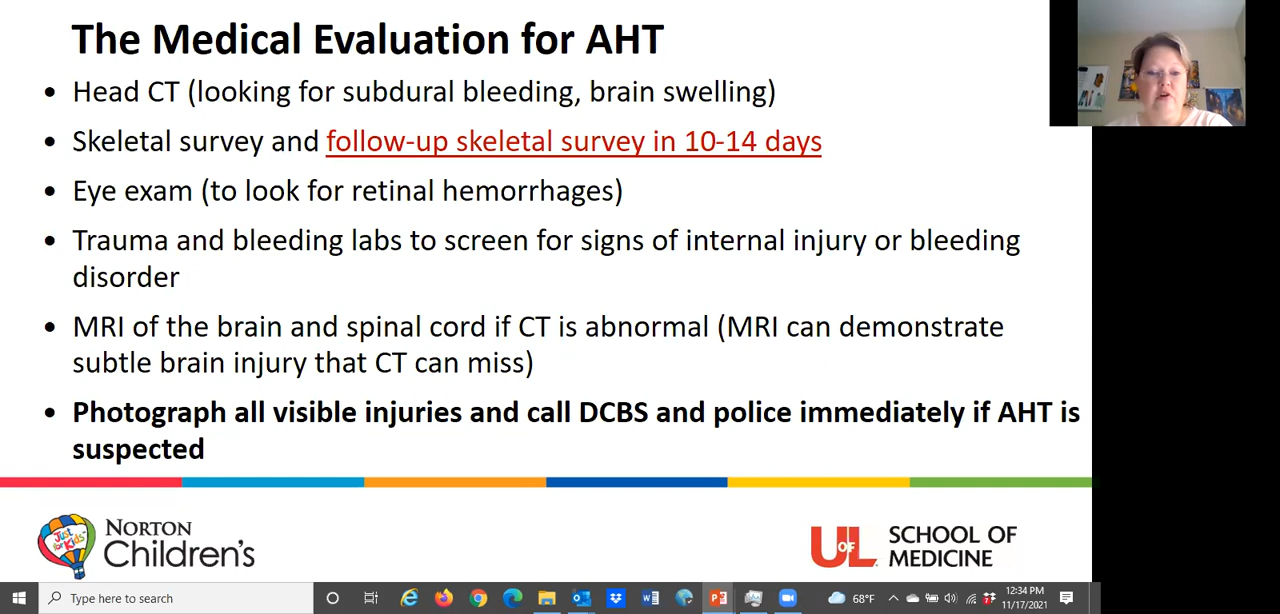 The Medical Evaluation for AHT
• Head CT (looking for subdural bleeding, brain swelling)
• Skeletal survey and follow-up skeletal survey in 10-14 days
• Eye exam (to look for retinal hemorrhages)
• Trauma and bleeding labs to screen for signs of internal injury or bleeding
disorder
• MRI of the brain and spinal cord if CT is abnormal (MRI can demonstrate
subtle brain injury that CT can miss)
• Photograph all visible injuries and call DCBS and police immediately if AHT is
suspected
Just for Kids
NORTON
Children's
UofL
SCHOOL OF
MEDICINE
Type here to search
68°F
12:34 PM
11/17/2021